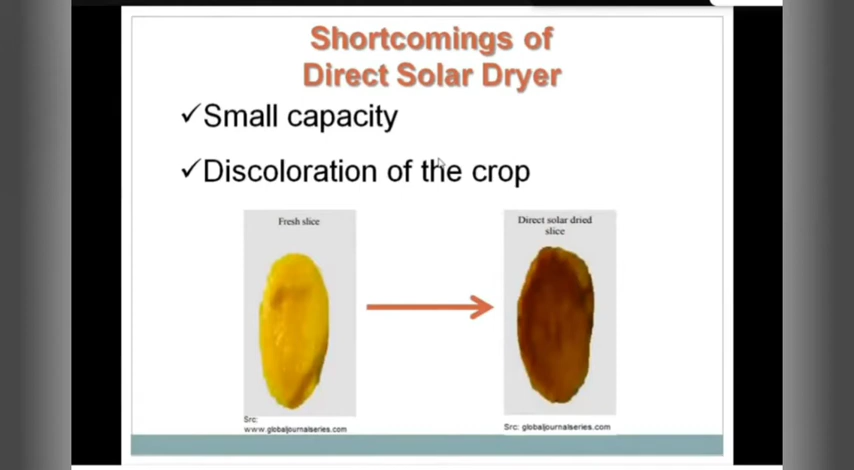 Shortcomings of
Direct Solar Dryer
✓Small capacity
✓Discoloration of the crop
Fresh slice
Direct solar dried
slice
Src:
www.globaljournalseries.com
Src: globaljournalseries.com